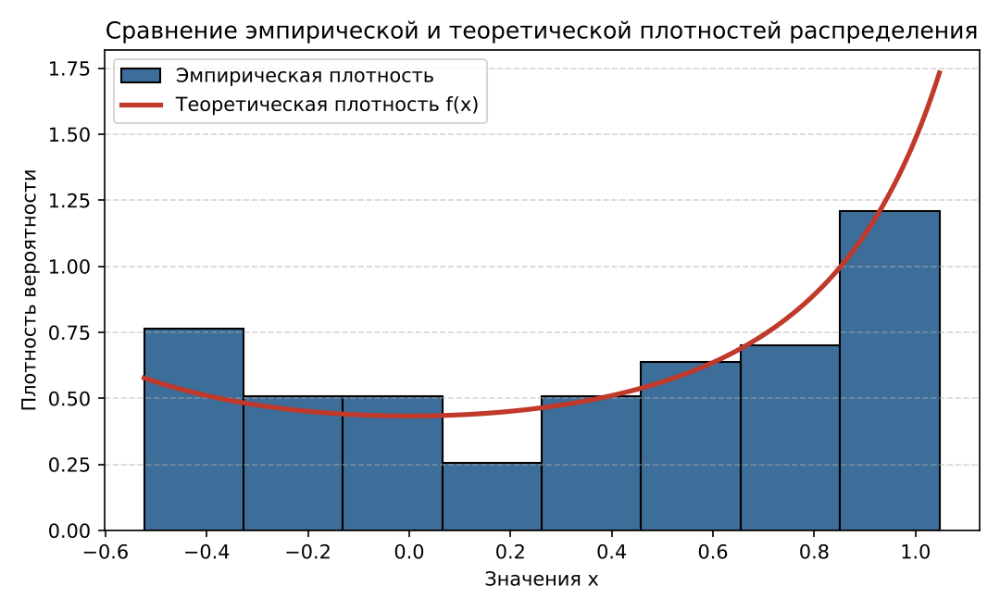 Сравнение эмпирической и теоретической плотностей распределения
Эмпирическая плотность
Теоретическая плотность f(x)
Плотность вероятности
1.75
1.50
1.25
1.00
0.75
0.50
0.25
0.00
−0.6 −0.4 −0.2 0.0 0.2 0.4 0.6 0.8 1.0
Значения x